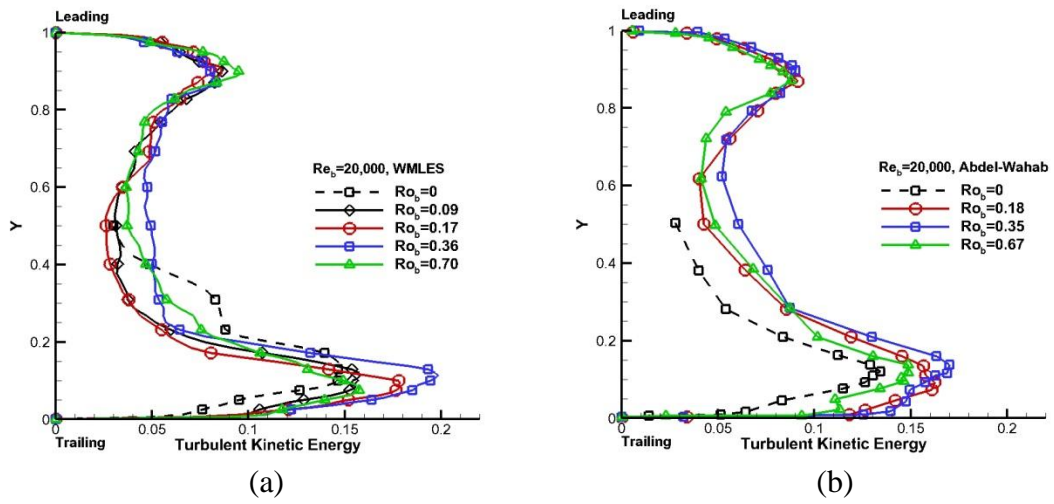 Leading
1
0.8
0.6
Y
0.4
0.2
0
Trailing
0.05
0.1
0.15
0.2
Turbulent Kinetic Energy
Re_b=20,000, WMLES
Ro_b=0
Ro_b=0.09
Ro_b=0.17
Ro_b=0.36
Ro_b=0.70
(a)
Leading
1
0.8
0.6
Y
0.4
0.2
0
0
Trailing
0.05
0.1
0.15
0.2
Turbulent Kinetic Energy
Re_b=20,000, Abdel-Wahab
Ro_b=0
Ro_b=0.18
Ro_b=0.35
Ro_b=0.67
(b)